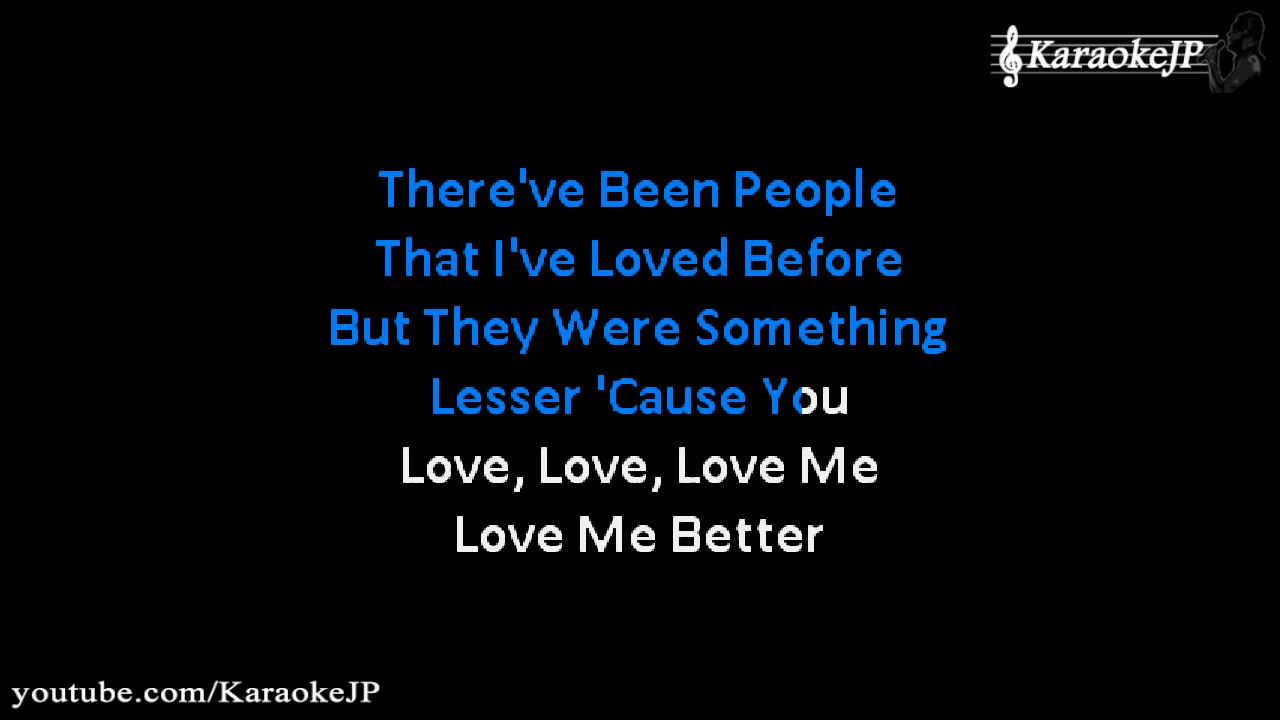 KaraokeJP
There've Been People
That I've Loved Before
But They Were Something
Lesser 'Cause You
Love, Love, Love Me
Love Me Better
youtube.com/KaraokeJP